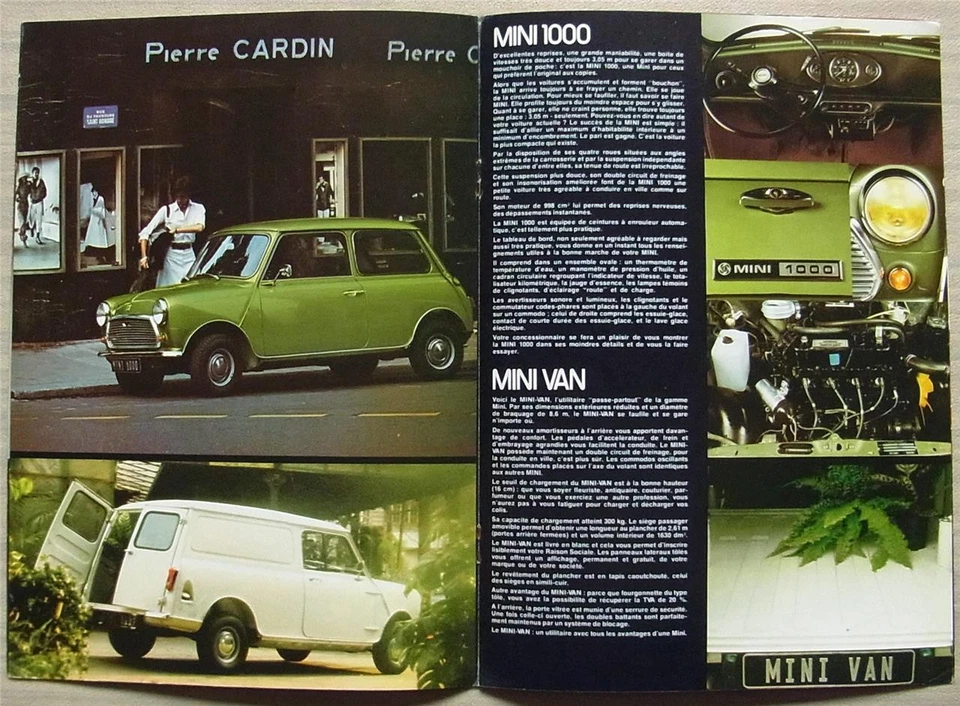 Pierre CARDIN
Pierre C
RUE
DU FAUBOURG
SAINT HONORE
MINI 1000
MINI 1000
D'excellentes reprises, une grande maniabilité, une boite de
vitesses très douce et toujours 3,05 m pour se garer dans un
mouchoir de poche : c'est la MINI 1000, une Mini pour ceux
qui préfèrent l'original aux copies.
Alors que les voitures s'accumulent et forment "bouchon",
la MINI arrive toujours à se frayer un chemin. Elle se joue
de la circulation. Pour mieux se faufiler, il faut savoir se faire
MINI. Elle profite toujours du moindre espace pour s'y glisser.
Quant à se garer, elle ne craint personne, elle trouve toujours
une place : 3,05 m - seulement. Pouvez-vous en dire autant de
votre voiture actuelle ? Le succès de la MINI est simple : il
suffisait d'allier un maximum d'habitabilité intérieure à un
minimum d'encombrement. Le pari est gagné. C'est la voiture
la plus compacte qui existe.
Par la disposition de ses quatre roues situées aux angles
extrêmes de la carrosserie et par la suspension indépendante
sur chacune d'entre elles, sa tenue de route est irréprochable.
Cette suspension plus douce, son double circuit de freinage
et son insonorisation améliorée font de la MINI 1000 une
petite voiture très agréable à conduire en ville comme sur
route.
Son moteur de 998 cm³ lui permet des reprises nerveuses,
des dépassements instantanés.
La MINI 1000 est équipée de ceintures à enrouleur automa-
tique, c'est tellement plus pratique.
Le tableau de bord, non seulement agréable à regarder mais
aussi très pratique, vous donne en un instant tous les rensei-
gnements utiles à la bonne marche de votre MINI.
Il comprend dans un ensemble ovale : un thermomètre de
température d'eau, un manomètre de pression d'huile, un
cadran circulaire regroupant l'indicateur de vitesse, le tota-
lisateur kilométrique, la jauge d'essence, les lampes témoins
de clignotants, d'éclairage "route" et de charge.
Les avertisseurs sonore et lumineux, les clignotants et le
commutateur codes-phares sont placés à la gauche du volant
sur un commodo ; celui de droite comprend les essuie-glace,
contact de courte durée des essuie-glace, et le lave glace
électrique.
Votre concessionnaire se fera un plaisir de vous montrer
la MINI 1000 dans ses moindres détails et de vous la faire
essayer.
MINI VAN
Voici le MINI-VAN, l'utilitaire "passe-partout" de la gamme
Mini. Par ses dimensions extérieures réduites et un diamètre
de braquage de 8,6 m, le MINI-VAN se faufile et se gare
n'importe où.
De nouveaux amortisseurs à l'arrière vous apportent davan-
tage de confort. Les pédales d'accélérateur, de frein et
d'embrayage agrandies vous facilitent la conduite. Le MINI-
VAN possède maintenant un double circuit de freinage, pour
la conduite en ville, c'est plus sûr. Les commodos oscillants
et les commandes placés sur l'axe du volant sont identiques
aux autres MINI.
Le seuil de chargement du MINI-VAN est à la bonne hauteur
(16 cm) : que vous soyer fleuriste, antiquaire, couturier, par-
fumeur ou que vous exerciez une autre profession, vous
n'aurez pas à vous fatiguer pour charger et décharger vos
colis.
Sa capacité de chargement atteint 300 kg. Le siège passager
amovible permet d'obtenir une longueur au plancher de 2,61 m
(portes arrière fermées) et un volume intérieur de 1630 dm³.
Le MINI-VAN est livré en blanc et cela vous permet d'inscrire
lisiblement votre Raison Sociale. Les panneaux lateraux tôlés
vous offrent un affichage, permanent et gratuit, de votre
marque ou de votre société.
Le revêtement du plancher est en tapis caoutchouté, celui
des sièges en simili-cuir.
Autre avantage du MINI-VAN : parce que fourgonnette du type
tôlé, vous avez la possibilité de récupérer la TVA de 20 %.
A l'arrière, la porte vitrée est munie d'une serrure de sécurité.
Une fois celle-ci ouverte, les doubles battants sont parfaite-
ment maintenus par un système de blocage.
Le MINI-VAN : un utilitaire avec tous les avantages d'une Mini.
MINI 1000
MINI VAN